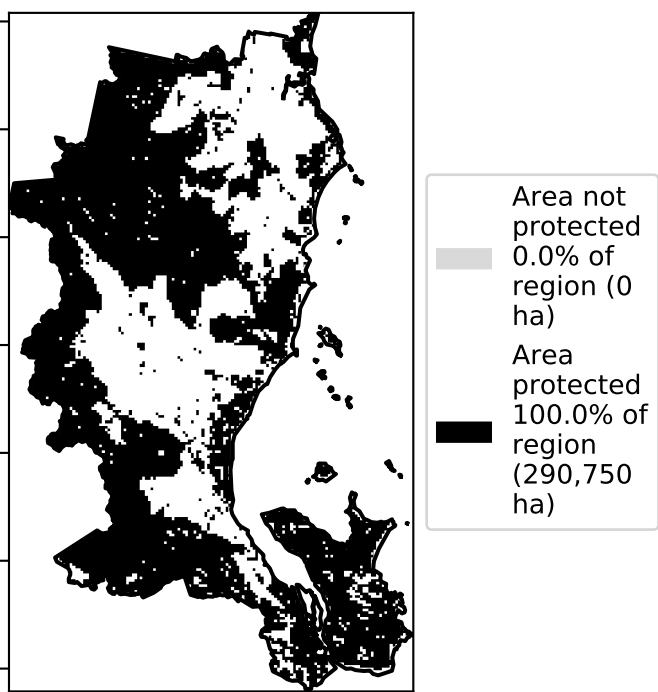 Area not
protected
0.0% of
region (0
ha)
Area
protected
100.0% of
region
(290,750
ha)